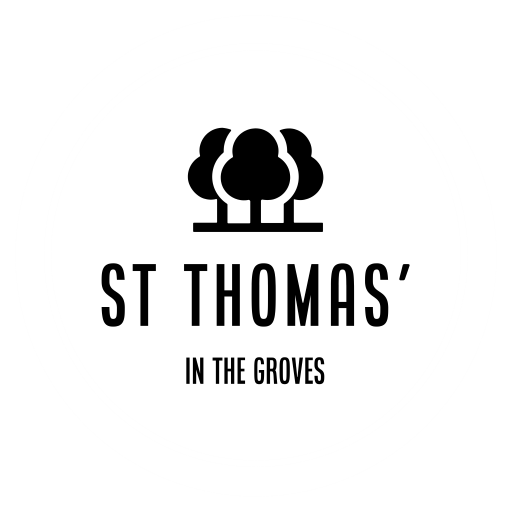 ST THOMAS’
IN THE GROVES